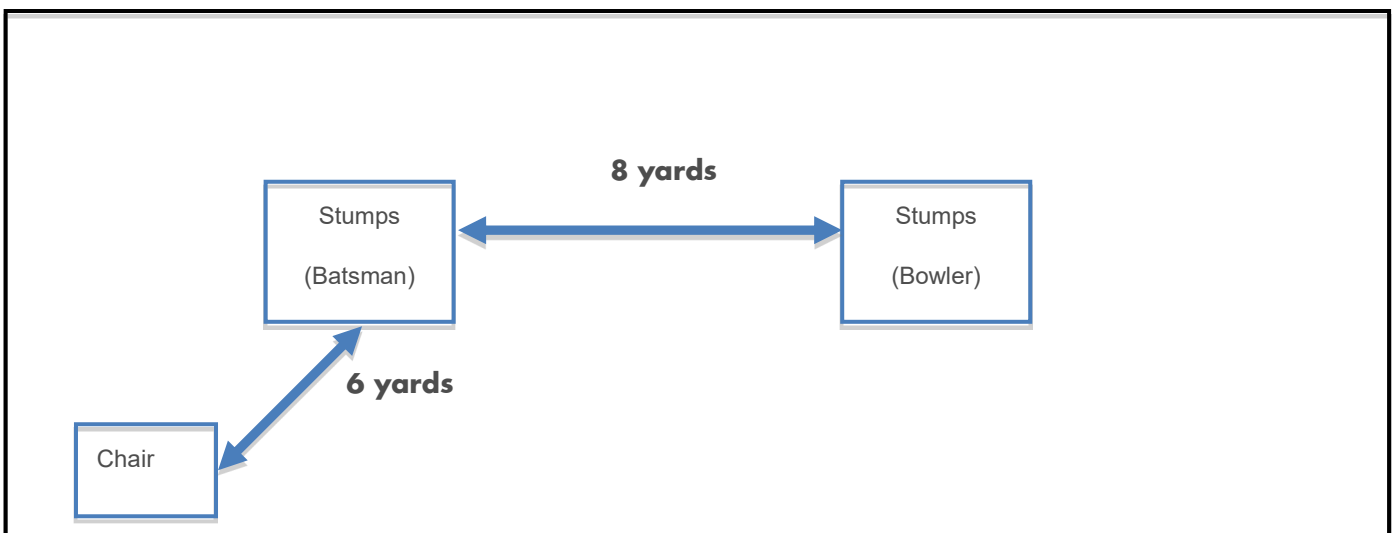 8 yards
Stumps
(Batsman)
Stumps
(Bowler)
6 yards
Chair